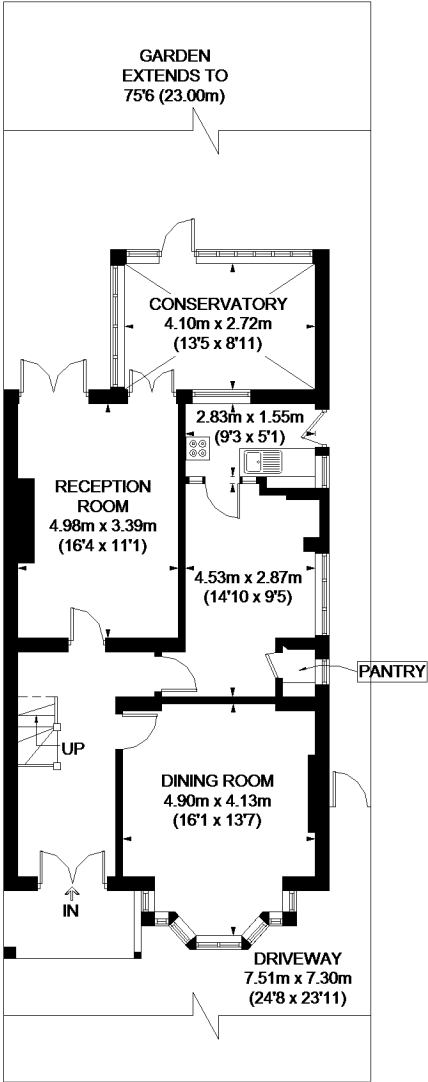 GARDEN
EXTENDS TO
75'6 (23.00m)
CONSERVATORY
4.10m x 2.72m
(13'5 x 8'11)
2.83m x 1.55m
(9'3 x 5'1)
RECEPTION
ROOM
4.98m x 3.39m
(16'4 x 11'1)
4.53m x 2.87m
(14'10 x 9'5)
PANTRY
UP
DINING ROOM
4.90m x 4.13m
(16'1 x 13'7)
IN
DRIVEWAY
7.51m x 7.30m
(24'8 x 23'11)